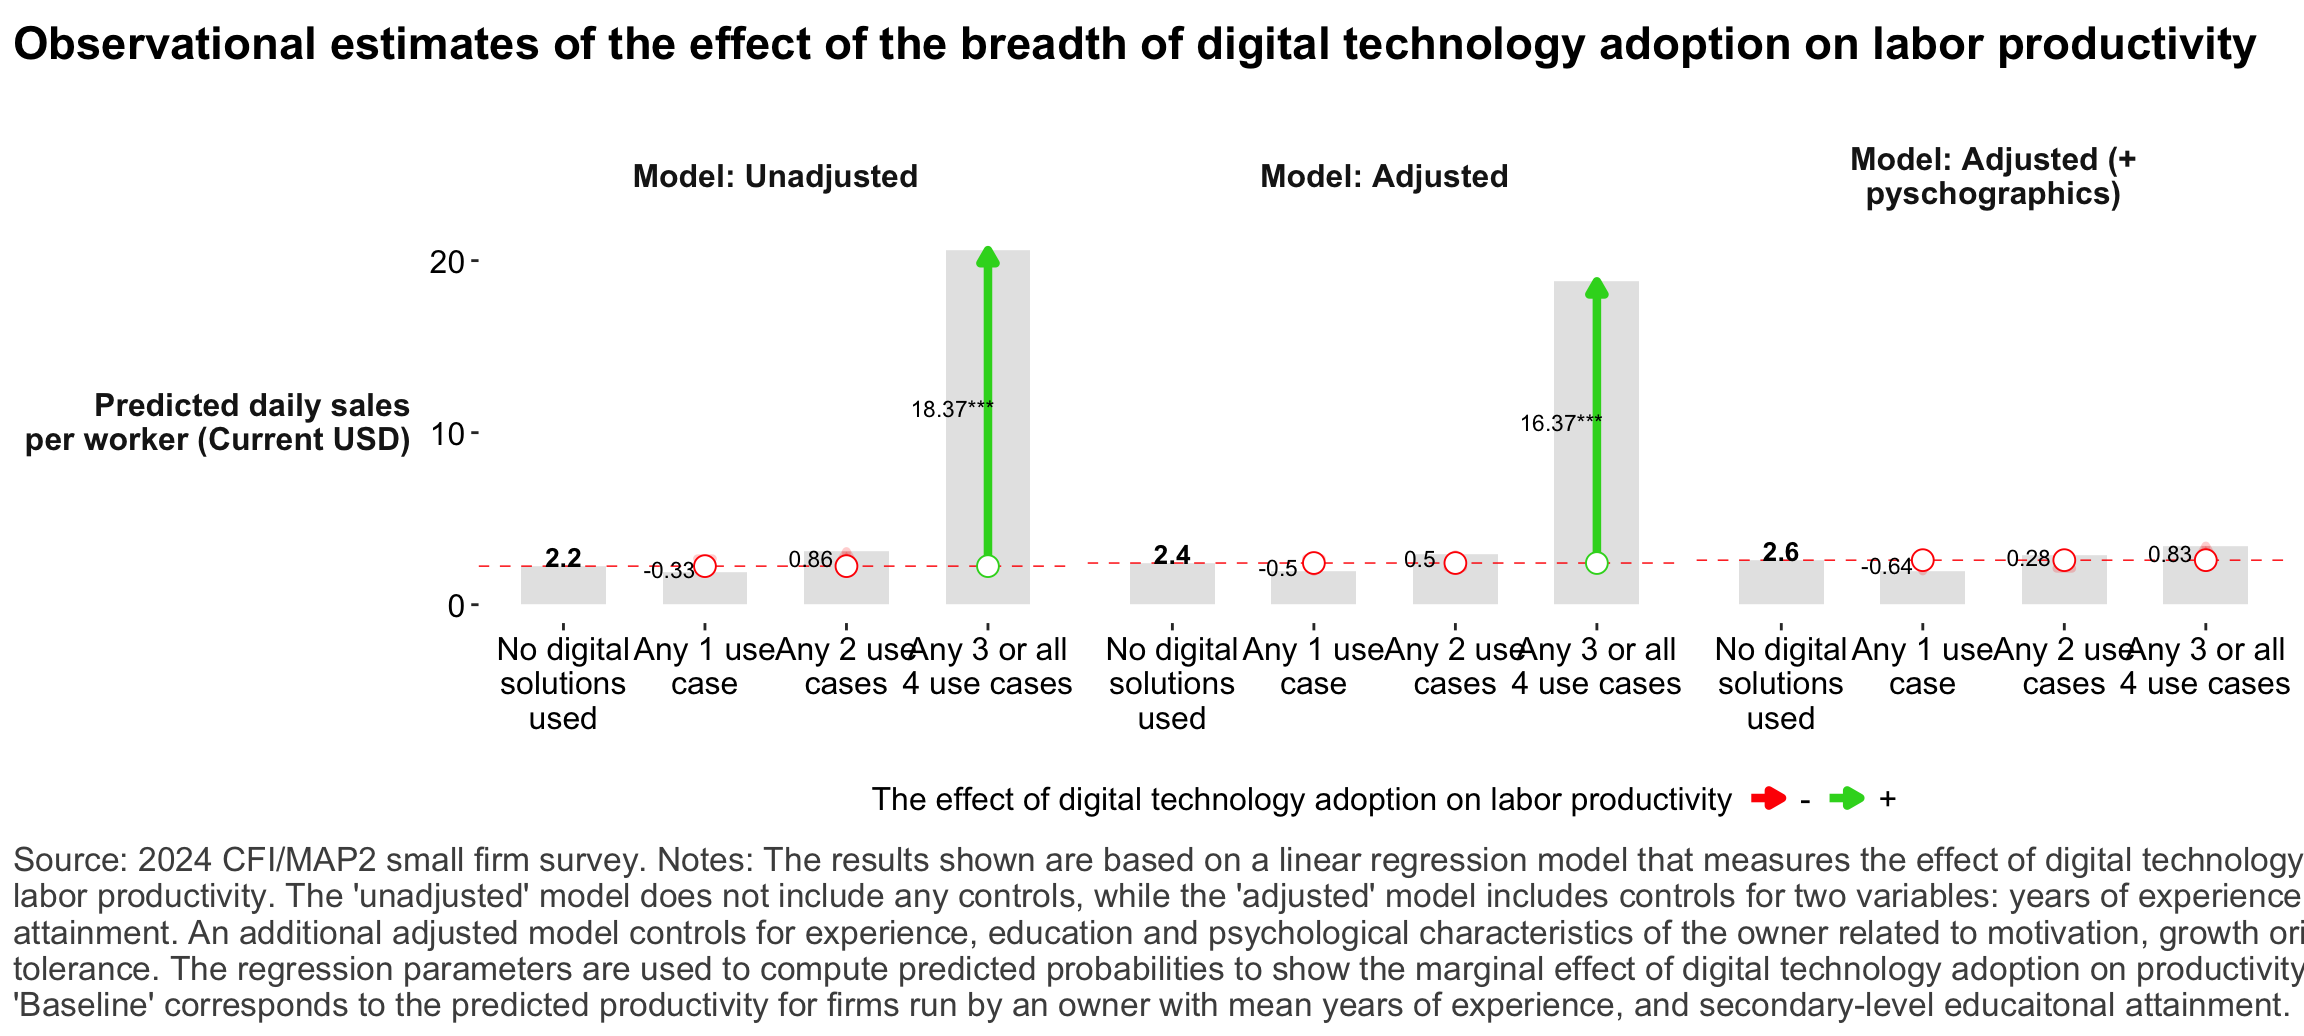 Observational estimates of the effect of the breadth of digital technology adoption on labor productivity
Model: Unadjusted
Model: Adjusted
Model: Adjusted (+
pyschographics)
Predicted daily sales
per worker (Current USD)
20
10
0
2.2
-0.33
0.86
18.37***
2.4
-0.5
0.5
16.37***
2.6
-0.64
0.28
0.83
No digital
solutions
used
Any 1 use
case
Any 2 use
cases
Any 3 or all
4 use cases
No digital
solutions
used
Any 1 use
case
Any 2 use
cases
Any 3 or all
4 use cases
No digital
solutions
used
Any 1 use
case
Any 2 use
cases
Any 3 or all
4 use cases
The effect of digital technology adoption on labor productivity - +
Source: 2024 CFI/MAP2 small firm survey. Notes: The results shown are based on a linear regression model that measures the effect of digital technology
labor productivity. The 'unadjusted' model does not include any controls, while the 'adjusted' model includes controls for two variables: years of experience
attainment. An additional adjusted model controls for experience, education and psychological characteristics of the owner related to motivation, growth ori
tolerance. The regression parameters are used to compute predicted probabilities to show the marginal effect of digital technology adoption on productivity
'Baseline' corresponds to the predicted productivity for firms run by an owner with mean years of experience, and secondary-level educaitonal attainment.